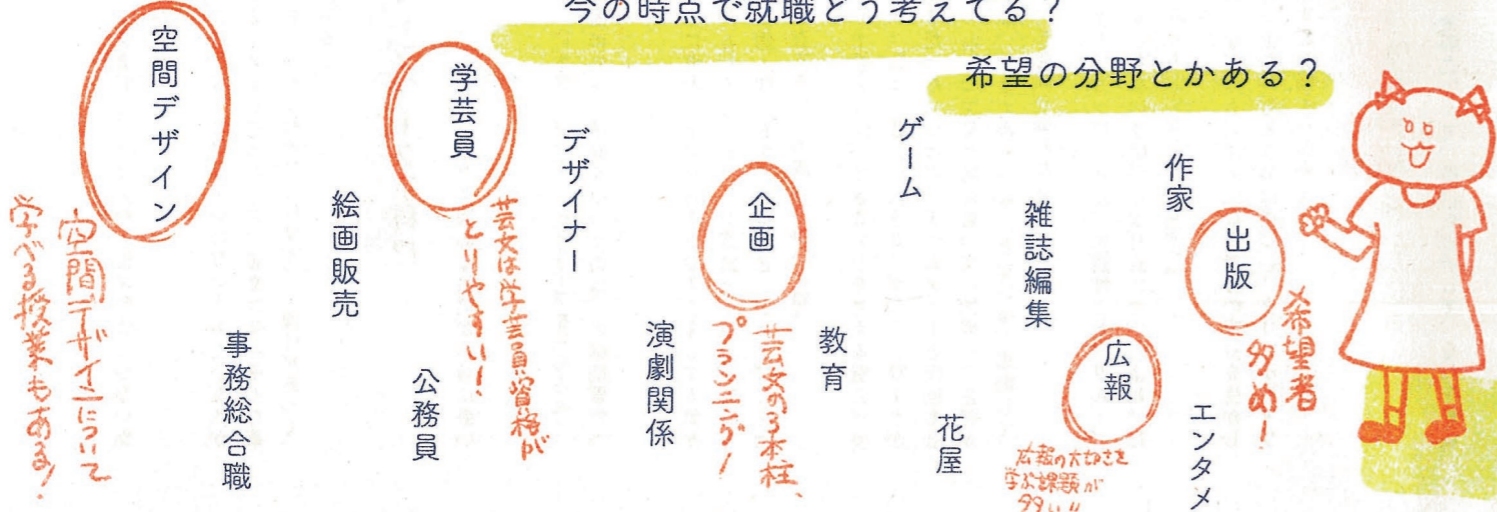 今の時点で就職どう考えてる？
希望の分野とかある？
作家
出版
希望者
多め！
エンタメ
雑誌編集
広報
広報の大切さを
学ぶ課題が
多い!!
ゲーム
花屋
教育
企画
芸文の3本柱、
プランニング！
デザイナー
演劇関係
学芸員
芸文は学芸員資格が
とりやすい！
公務員
絵画販売
事務総合職
空間デザイン
空間デザインについて
学べる授業もある！